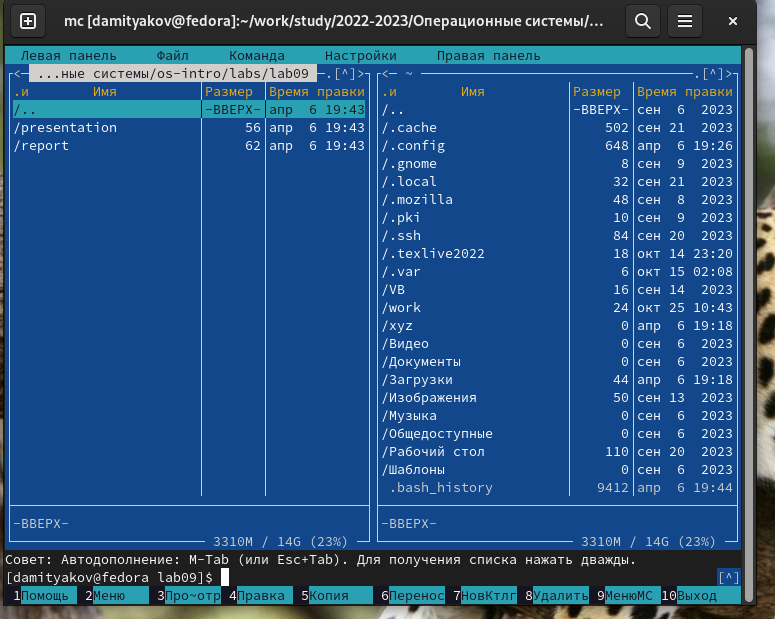 mc [damityakov@fedora]:~/work/study/2022-2023/Операционные системы/...
Левая панель Файл Команда Настройки Правая панель
<— ...ные системы/os-intro/labs/lab09 —.[^]>
.и Имя Размер Время правки
/.. -ВВЕРХ- апр 6 19:43
/presentation 56 апр 6 19:43
/report 62 апр 6 19:43
-ВВЕРХ-
3310M / 14G (23%)
<— ~ —.[^]>
.и Имя Размер Время правки
/.. -ВВЕРХ- сен 6 2023
/.cache 502 сен 21 2023
/.config 648 апр 6 19:26
/.gnome 8 сен 9 2023
/.local 32 сен 21 2023
/.mozilla 48 сен 8 2023
/.pki 10 сен 9 2023
/.ssh 84 сен 20 2023
/.texlive2022 18 окт 14 23:20
/.var 6 окт 15 02:08
/VB 16 сен 14 2023
/work 24 окт 25 10:43
/xyz 0 апр 6 19:18
/Видео 0 сен 6 2023
/Документы 0 сен 6 2023
/Загрузки 44 апр 6 19:18
/Изображения 50 сен 13 2023
/Музыка 0 сен 6 2023
/Общедоступные 0 сен 6 2023
/Рабочий стол 110 сен 20 2023
/Шаблоны 0 сен 6 2023
.bash_history 9412 апр 6 19:44
-ВВЕРХ-
3310M / 14G (23%)
Совет: Автодополнение: M-Tab (или Esc+Tab). Для получения списка нажать дважды.
[damityakov@fedora lab09]$ [^]
1Помощь 2Меню 3Про~отр 4Правка 5Копия 6Перенос 7НовКтлг 8Удалить 9МенюMC 10Выход